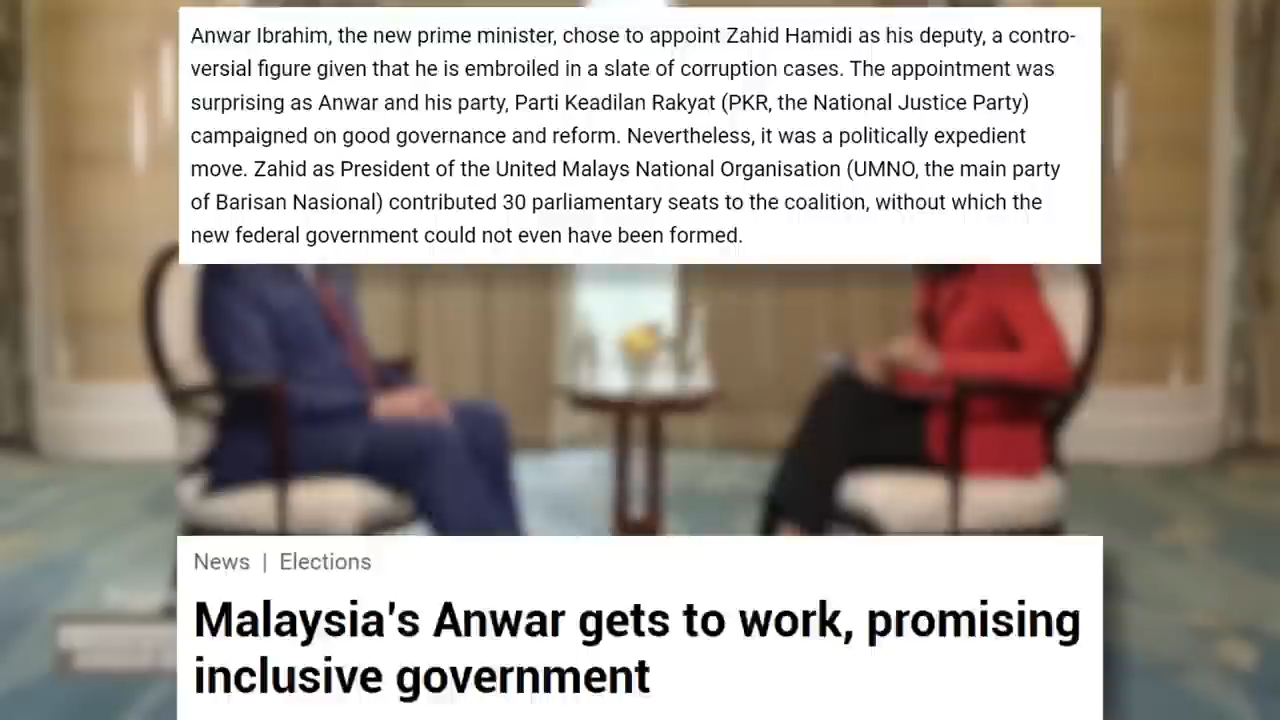 Anwar Ibrahim, the new prime minister, chose to appoint Zahid Hamidi as his deputy, a contro-
versial figure given that he is embroiled in a slate of corruption cases. The appointment was
surprising as Anwar and his party, Parti Keadilan Rakyat (PKR, the National Justice Party)
campaigned on good governance and reform. Nevertheless, it was a politically expedient
move. Zahid as President of the United Malays National Organisation (UMNO, the main party
of Barisan Nasional) contributed 30 parliamentary seats to the coalition, without which the
new federal government could not even have been formed.
News | Elections
Malaysia's Anwar gets to work, promising
inclusive government